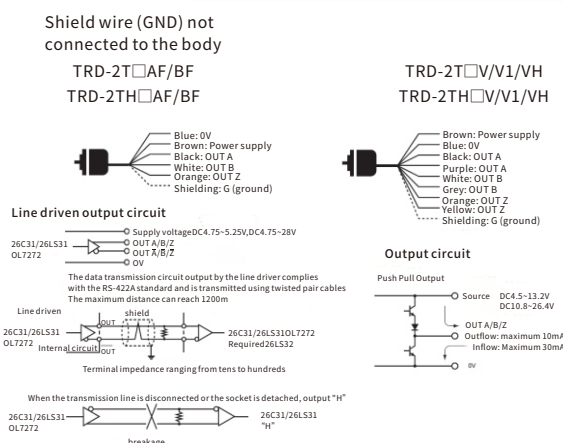 Shield wire (GND) not
connected to the body
TRD-2T□AF/BF
TRD-2TH□AF/BF
Blue: 0V
Brown: Power supply
Black: OUT A
White: OUT B
Orange: OUT Z
Shielding: G (ground)
TRD-2T□V/V1/VH
TRD-2TH□V/V1/VH
Brown: Power supply
Blue: 0V
Black: OUT A
Purple: OUT A
White: OUT B
Grey: OUT B
Orange: OUT Z
Yellow: OUT Z
Shielding: G (ground)
Line driven output circuit
Supply voltageDC4.75~5.25V,DC4.75~28V
26C31/26LS31
OL7272
OUT A/B/Z
OUT A̅/B̅/Z̅
OV
The data transmission circuit output by the line driver complies
with the RS-422A standard and is transmitted using twisted pair cables
The maximum distance can reach 1200m
Line driven
shield
OUT
26C31/26LS31
OL7272
Internal circuit
OUT
26C31/26LS31OL7272
Required26LS32
Terminal impedance ranging from tens to hundreds
When the transmission line is disconnected or the socket is detached, output "H"
26C31/26LS31
OL7272
26C31/26LS31
"H"
breakage
Output circuit
Push Pull Output
Source
DC4.5~13.2V
DC10.8~26.4V
OUT A/B/Z
Outflow: maximum 10mA
Inflow: Maximum 30mA
0V